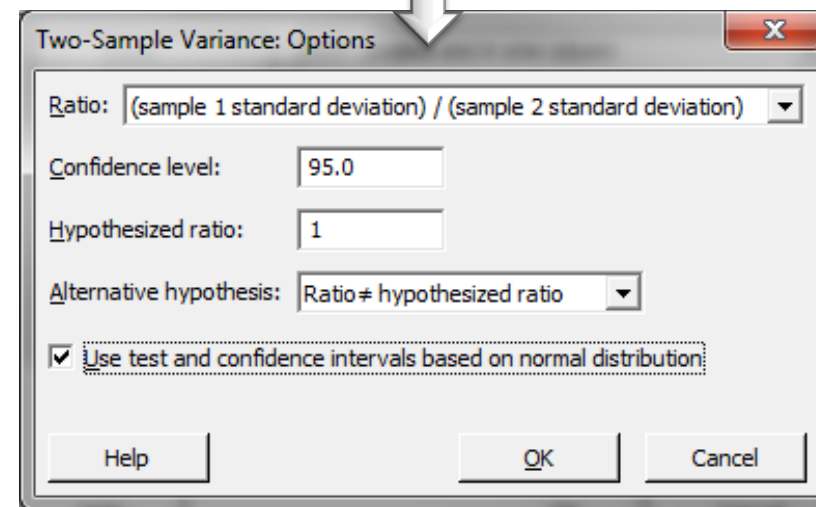 Two-Sample Variance: Options
Ratio: (sample 1 standard deviation) / (sample 2 standard deviation)
Confidence level: 95.0
Hypothesized ratio: 1
Alternative hypothesis: Ratio ≠ hypothesized ratio
Use test and confidence intervals based on normal distribution
Help OK Cancel